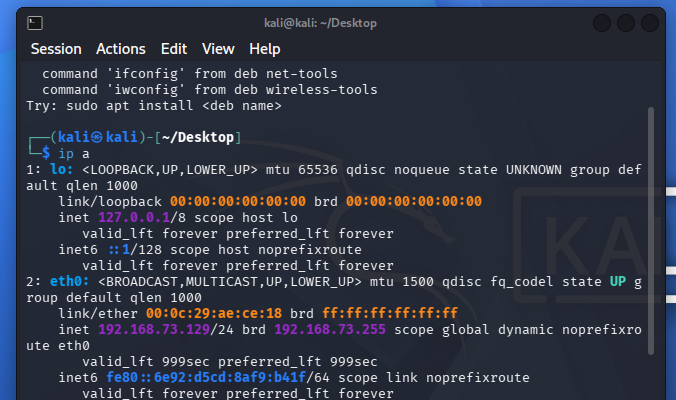 kali@kali: ~/Desktop
Session Actions Edit View Help
command 'ifconfig' from deb net-tools
command 'iwconfig' from deb wireless-tools
Try: sudo apt install <deb name>
┌──(kali㉿kali)-[~/Desktop]
└─$ ip a
1: lo: <LOOPBACK,UP,LOWER_UP> mtu 65536 qdisc noqueue state UNKNOWN group def
ault qlen 1000
link/loopback 00:00:00:00:00:00 brd 00:00:00:00:00:00
inet 127.0.0.1/8 scope host lo
valid_lft forever preferred_lft forever
inet6 ::1/128 scope host noprefixroute
valid_lft forever preferred_lft forever
2: eth0: <BROADCAST,MULTICAST,UP,LOWER_UP> mtu 1500 qdisc fq_codel state UP g
roup default qlen 1000
link/ether 00:0c:29:ae:ce:18 brd ff:ff:ff:ff:ff:ff
inet 192.168.73.129/24 brd 192.168.73.255 scope global dynamic noprefixro
ute eth0
valid_lft 999sec preferred_lft 999sec
inet6 fe80::6e92:d5cd:8af9:b41f/64 scope link noprefixroute
valid_lft forever preferred_lft forever